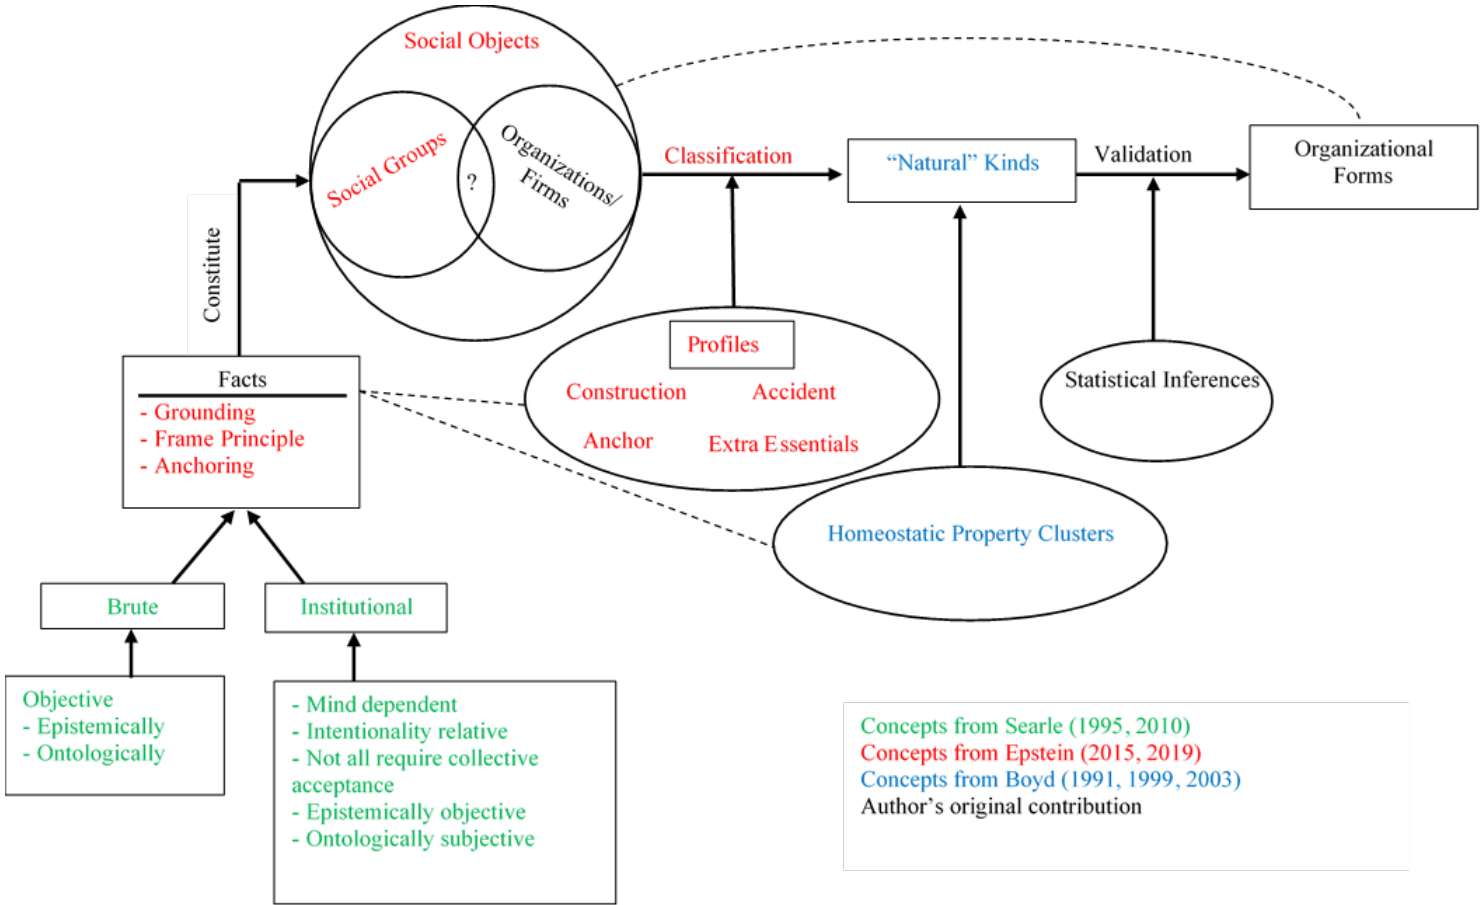 Social Objects
Social Groups
?
Organizations/
Firms
Classification
“Natural” Kinds
Validation
Organizational
Forms
Constitute
Facts
- Grounding
- Frame Principle
- Anchoring
Profiles
Construction
Accident
Anchor
Extra Essentials
Statistical Inferences
Homeostatic Property Clusters
Brute
Institutional
Objective
- Epistemically
- Ontologically
- Mind dependent
- Intentionality relative
- Not all require collective
acceptance
- Epistemically objective
- Ontologically subjective
Concepts from Searle (1995, 2010)
Concepts from Epstein (2015, 2019)
Concepts from Boyd (1991, 1999, 2003)
Author’s original contribution